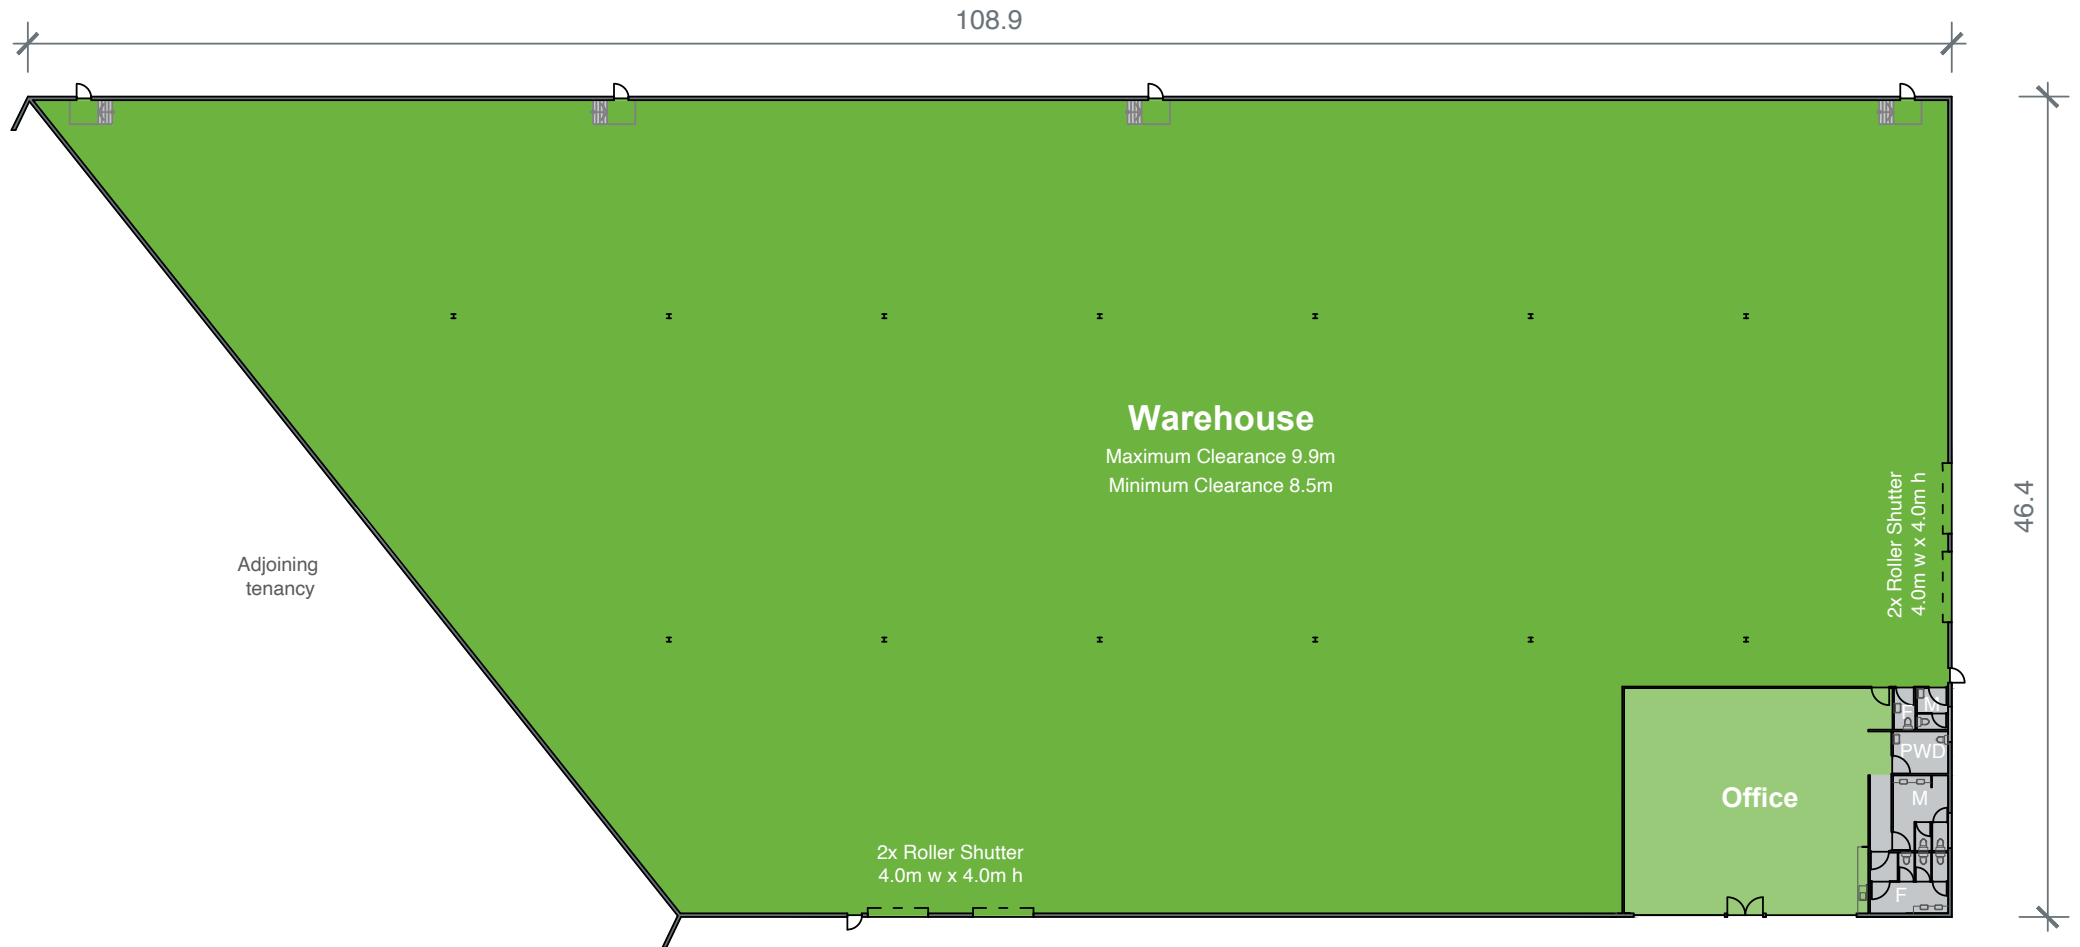 108.9
Warehouse
Maximum Clearance 9.9m
Minimum Clearance 8.5m
2x Roller Shutter
4.0m w x 4.0m h
46.4
Adjoining
tenancy
F
M
PWD
Office
M
2x Roller Shutter
4.0m w x 4.0m h
F